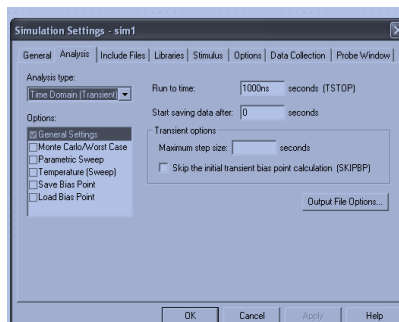 Simulation Settings - sim1
General Analysis Include Files Libraries Stimulus Options Data Collection Probe Window
Analysis type:
Time Domain (Transient)
Options:
General Settings
Monte Carlo/Worst Case
Parametric Sweep
Temperature (Sweep)
Save Bias Point
Load Bias Point
Run to time: 1000ns seconds (TSTOP)
Start saving data after: 0 seconds
Transient options
Maximum step size: seconds
Skip the initial transient bias point calculation (SKIPBP)
Output File Options...
OK Cancel Apply Help